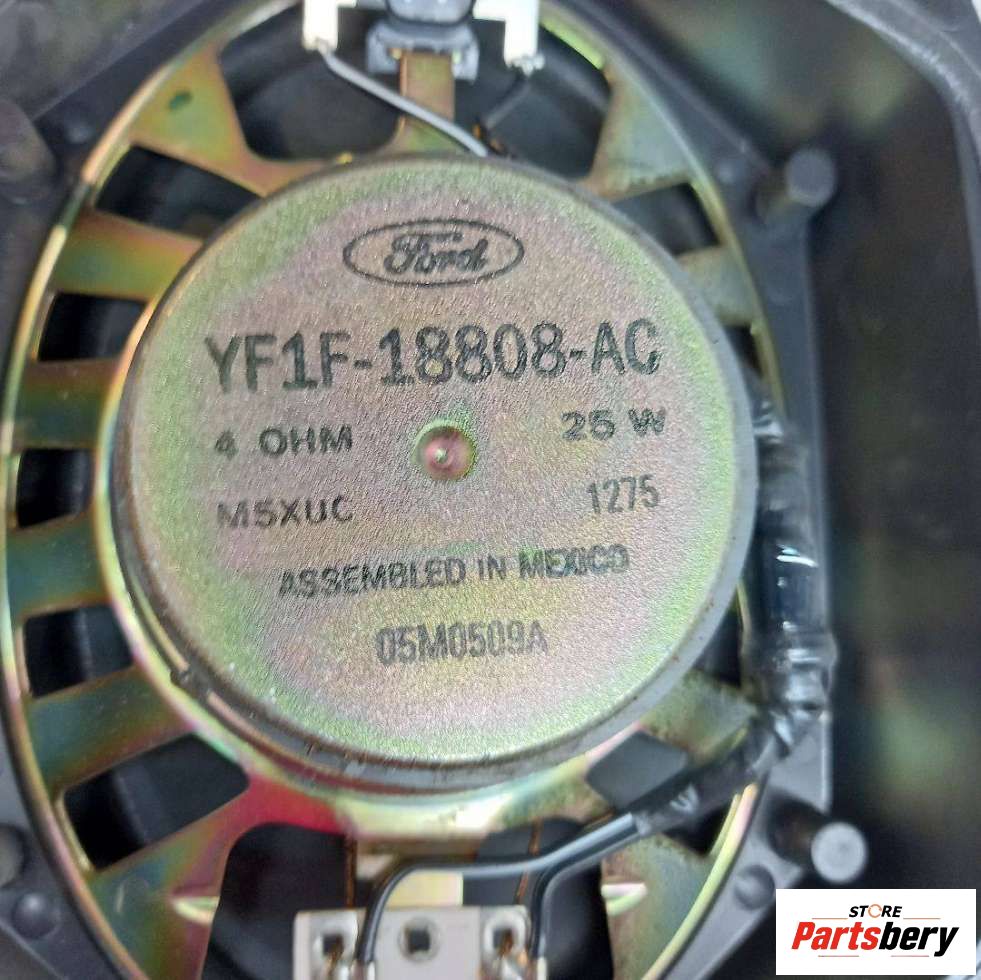 Ford
YF1F-18808-AC
4 OHM 25 W
M5XUC 1275
ASSEMBLED IN MEXICO
05M0509A
STORE
Partsbery